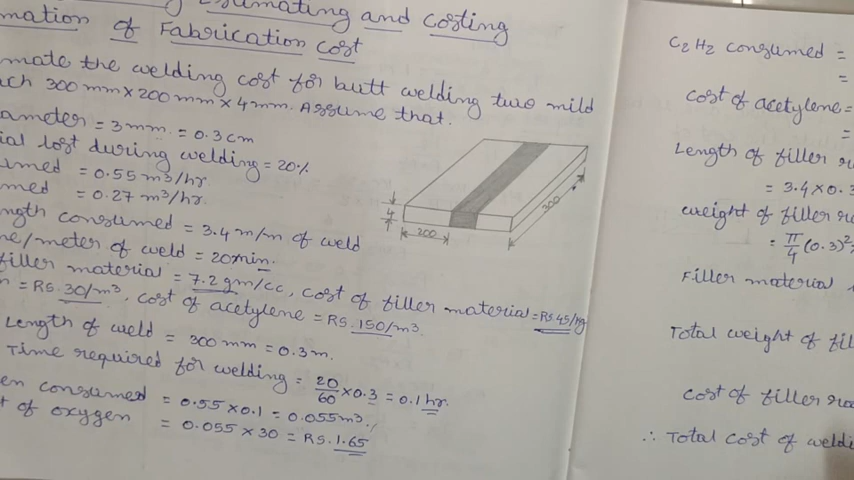 Estimating and costing
mation of Fabrication cost
mate the welding cost for butt welding two mild
ach 300 mm × 200 mm × 4 mm. Assume that.
ameter = 3 mm. = 0.3 cm
ial lost during welding = 20%
umed = 0.55 m³/hr.
med = 0.27 m³/hr.
ngth consumed = 3.4 m/m of weld
me/meter of weld = 20 min.
filler material = 7.2 gm/cc, cost of filler material = Rs. 45/kg
n = Rs. 30/m³, cost of acetylene = Rs. 150/m³.
4
200
300
Length of weld = 300 mm = 0.3 m.
Time required for welding = 20/60 × 0.3 = 0.1 hr.
en consumed = 0.55 × 0.1 = 0.055 m³.
t of oxygen = 0.055 × 30 = Rs. 1.65
C2H2 consumed =
=
cost of acetylene =
=
Length of filler
= 3.4 × 0.3
weight of filler
= π/4 (0.3)²
Filler material
Total weight of fil
cost of filler
∴ Total cost of weldi